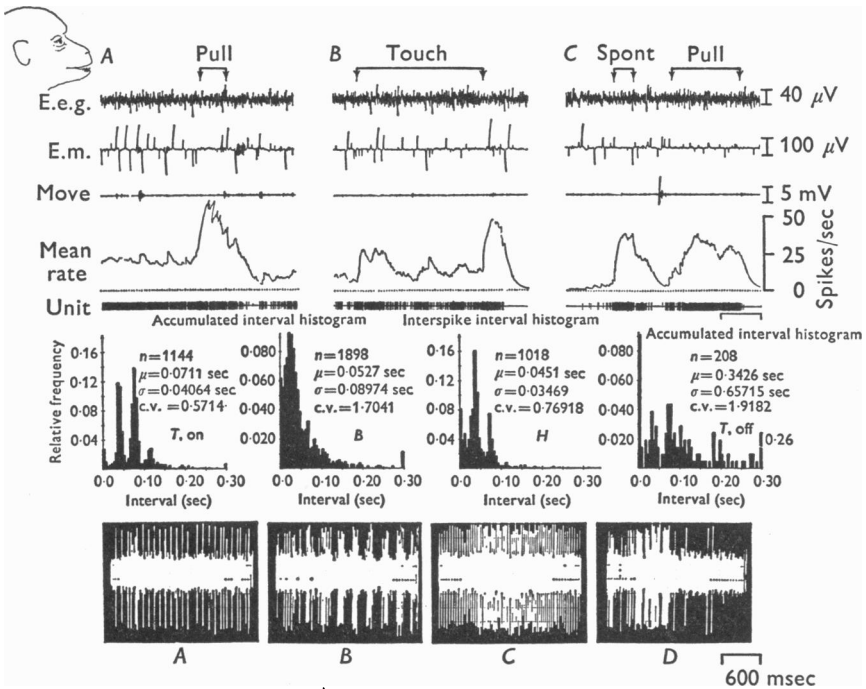 A Pull B Touch C Spont Pull
E.e.g. 40 μV
E.m. 100 μV
Move 5 mV
Mean rate
50
25
0
Spikes/sec
Unit
Accumulated interval histogram Interspike interval histogram Accumulated interval histogram
Relative frequency
0·16
0·12
0·08
0·04
n=1144
μ=0.0711 sec
σ=0·04064 sec
c.v. =0.5714·
T, on
0·0 0·10 0·20 0·30
Interval (sec)
0·080
0·060
0·040
0·020
n=1898
μ=0.0527 sec
σ=0·08974 sec
c.v.=1·7041
B
0·0 0·10 0·20 0·30
Interval (sec)
0·16
0·12
0·08
0·04
n=1018
μ=0.0451 sec
σ=0·03469
c.v.=0.76918
H
0·0 0·10 0·20 0·30
Interval (sec)
0·080
0·060
0·040
0·020
n=208
μ=0.3426 sec
σ=0·65715 sec
c.v.=1.9182
T, off
0·26
0·0 0·10 0·20 0·30
Interval (sec)
A B C D
600 msec